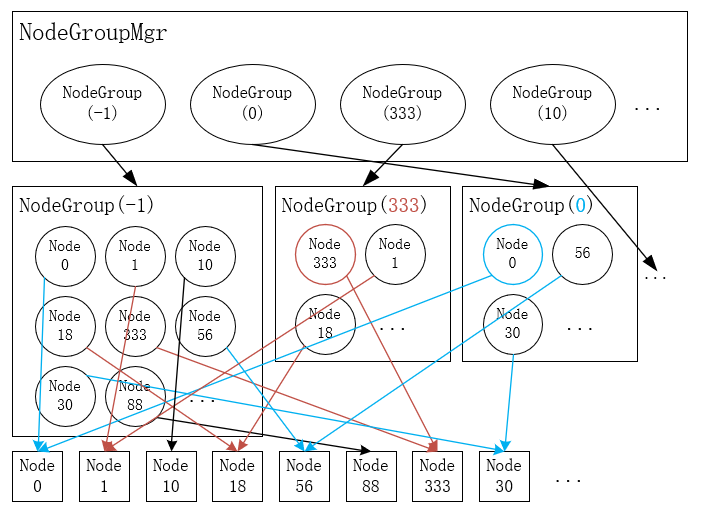 NodeGroupMgr
NodeGroup
(-1)
NodeGroup
(0)
NodeGroup
(333)
NodeGroup
(10)
...
NodeGroup(-1)
Node
0
Node
1
Node
10
Node
18
Node
333
Node
56
Node
30
Node
88
...
NodeGroup(333)
Node
333
Node
1
Node
18
...
NodeGroup(0)
Node
0
56
Node
30
...
...
Node
0
Node
1
Node
10
Node
18
Node
56
Node
88
Node
333
Node
30
...